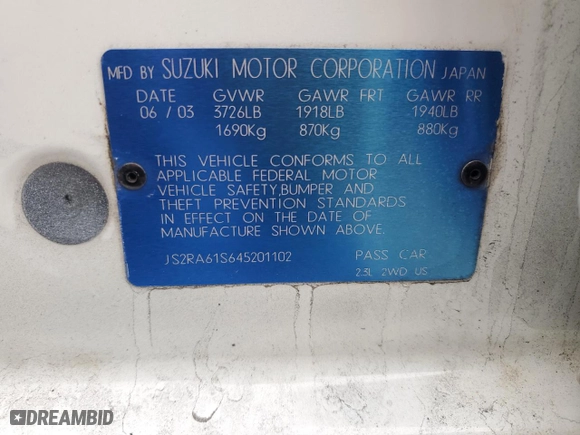 MFD BY SUZUKI MOTOR CORPORATION JAPAN
DATE GVWR GAWR FRT GAWR RR
06 / 03 3726LB 1918LB 1940LB
1690Kg 870Kg 880Kg
THIS VEHICLE CONFORMS TO ALL
APPLICABLE FEDERAL MOTOR
VEHICLE SAFETY,BUMPER AND
THEFT PREVENTION STANDARDS
IN EFFECT ON THE DATE OF
MANUFACTURE SHOWN ABOVE.
JS2RA61S645201102 PASS CAR
2.3L 2WD US
DREAMBID